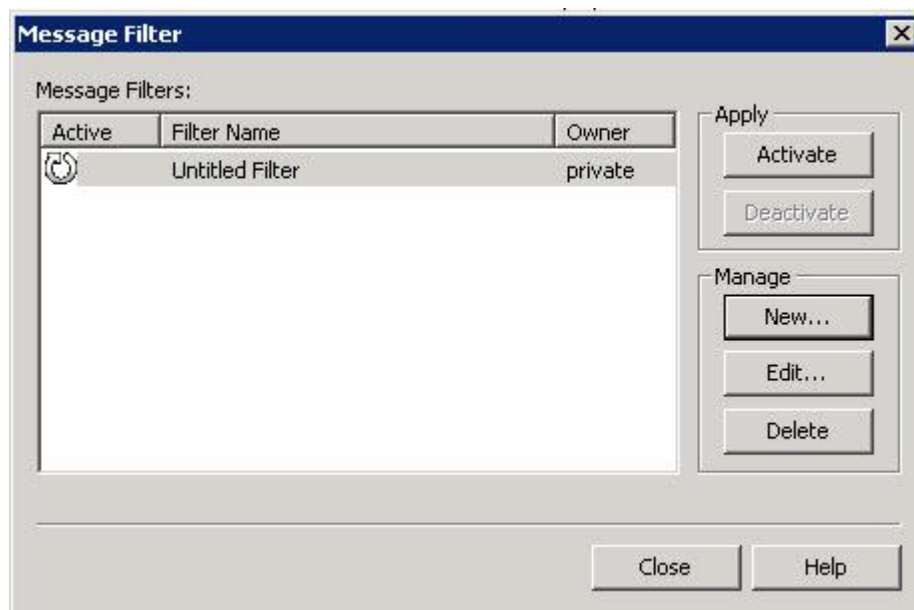 Message Filter
Message Filters:
Active Filter Name Owner
Untitled Filter private
Apply
Activate
Deactivate
Manage
New...
Edit...
Delete
Close Help